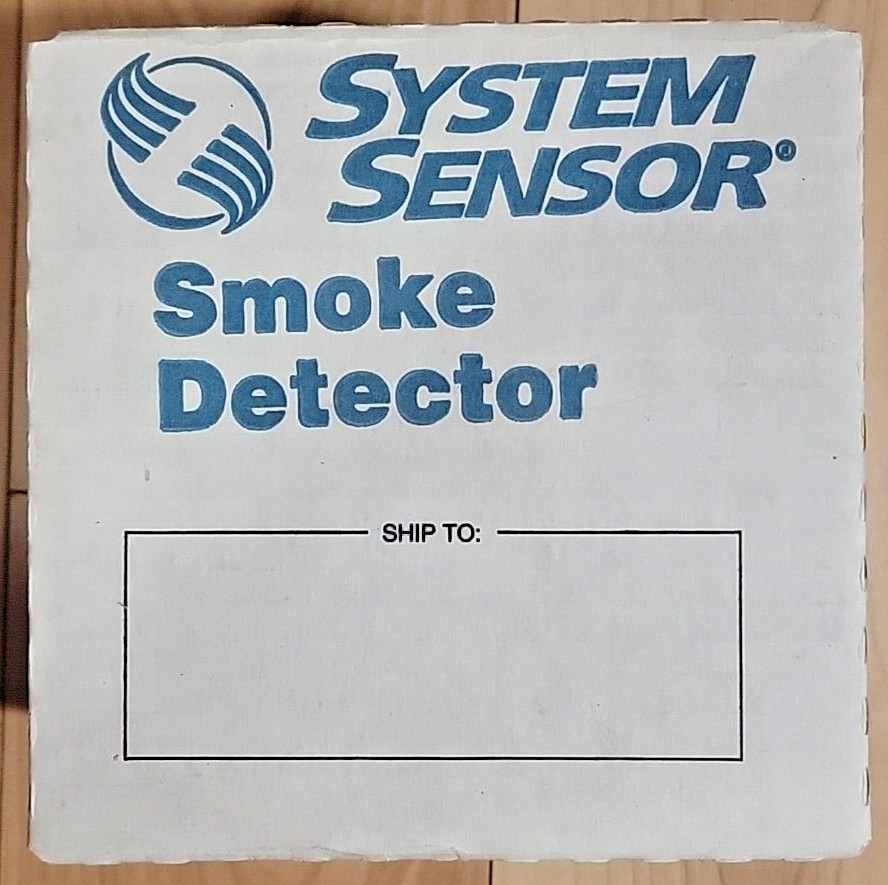 SYSTEM
SENSOR®
Smoke
Detector
SHIP TO: